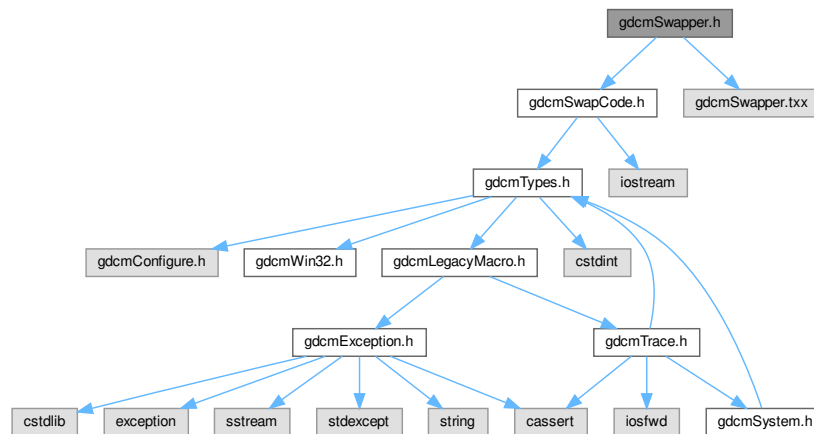 gdcmSwapper.h
gdcmSwapCode.h
gdcmSwapper.txx
gdcmTypes.h
iostream
gdcmConfigure.h
gdcmWin32.h
gdcmLegacyMacro.h
cstdint
gdcmException.h
gdcmTrace.h
cstdlib
exception
sstream
stdexcept
string
cassert
iosfwd
gdcmSystem.h